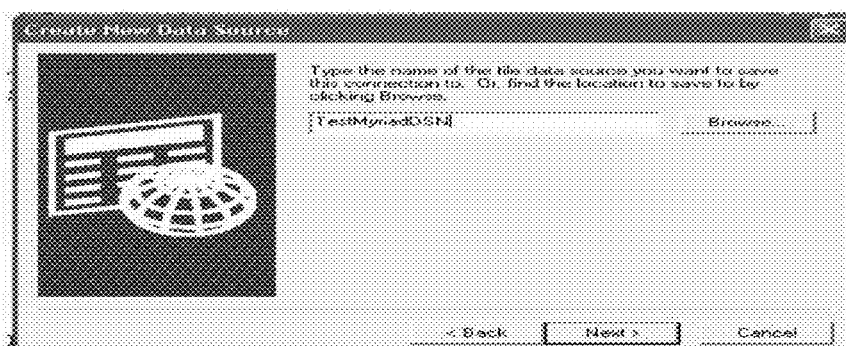 Create New Data Source
Type the name of the file data source you want to save
this connection to. Or, find the location to save to by
clicking Browse.
TestMyriadDSN
Browse...
< Back
Next >
Cancel